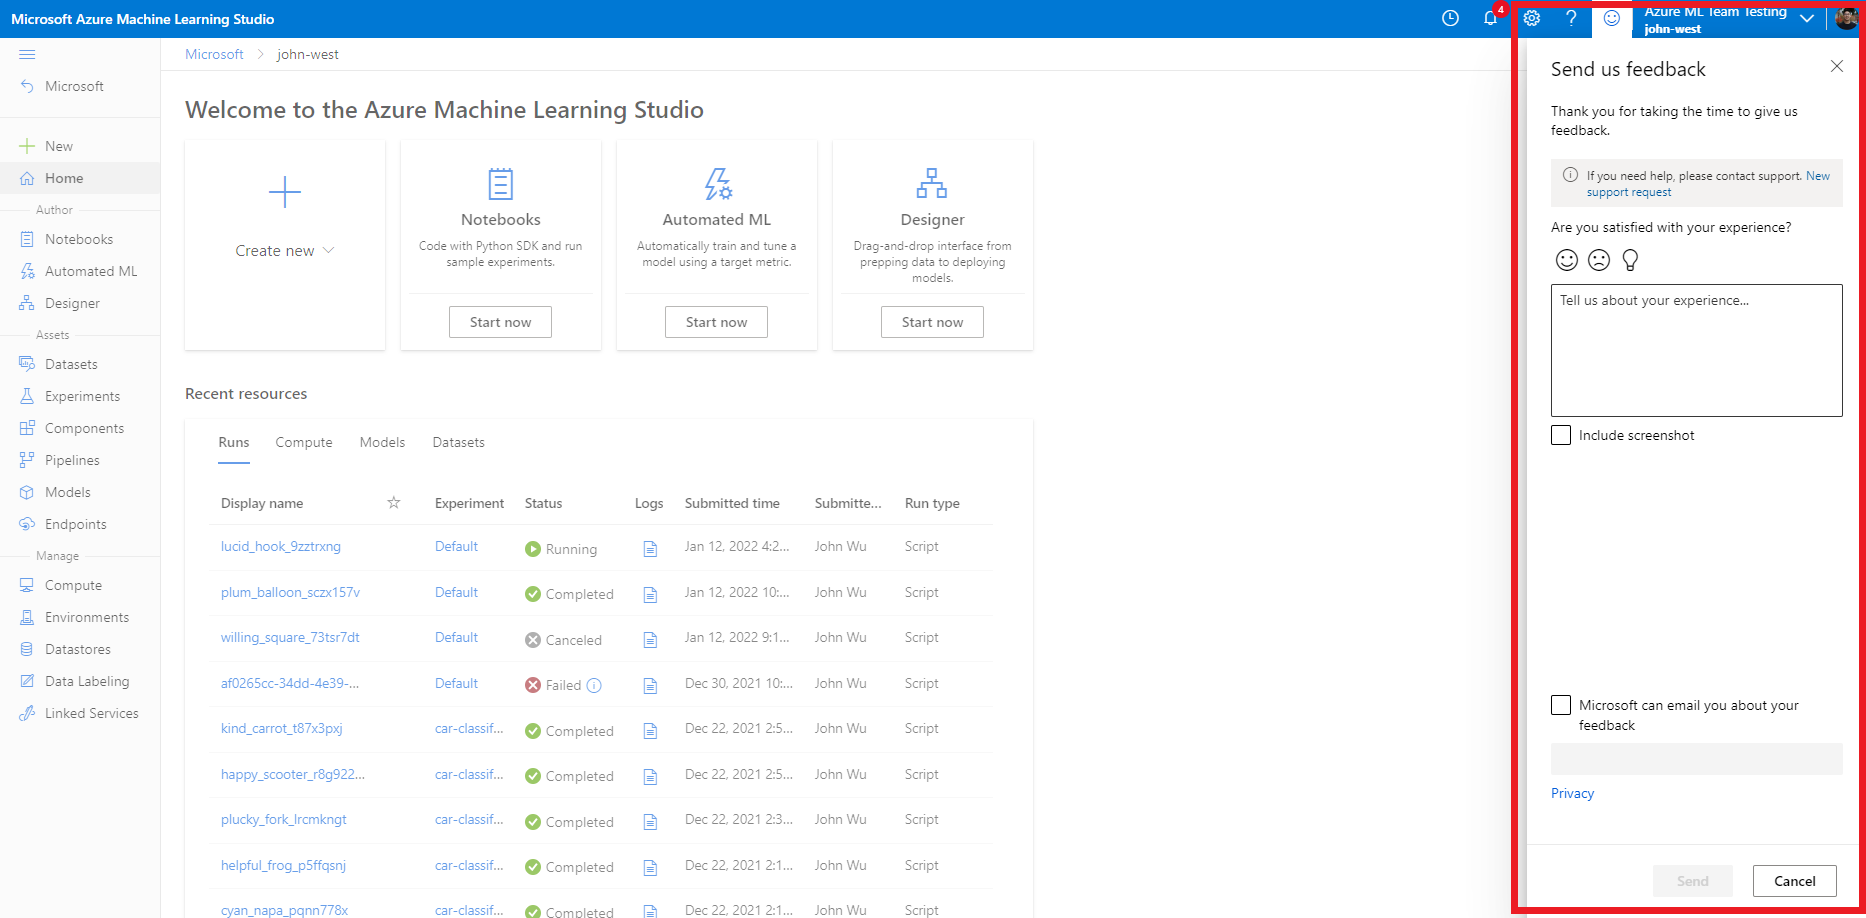 Microsoft Azure Machine Learning Studio
4
?
Azure ML Team Testing
john-west
Microsoft
New
Home
Author
Notebooks
Automated ML
Designer
Assets
Datasets
Experiments
Components
Pipelines
Models
Endpoints
Manage
Compute
Environments
Datastores
Data Labeling
Linked Services
Microsoft > john-west
Welcome to the Azure Machine Learning Studio
Create new
Notebooks
Code with Python SDK and run
sample experiments.
Start now
Automated ML
Automatically train and tune a
model using a target metric.
Start now
Designer
Drag-and-drop interface from
prepping data to deploying
models.
Start now
Recent resources
Runs Compute Models Datasets
Display name Experiment Status Logs Submitted time Submitte... Run type
lucid_hook_9zztrxng Default Running Jan 12, 2022 4:2... John Wu Script
plum_balloon_sczx157v Default Completed Jan 12, 2022 10:... John Wu Script
willing_square_73tsr7dt Default Canceled Jan 12, 2022 9:1... John Wu Script
af0265cc-34dd-4e39-... Default Failed Dec 30, 2021 10:... John Wu Script
kind_carrot_t87x3pxj car-classif... Completed Dec 22, 2021 2:5... John Wu Script
happy_scooter_r8g922... car-classif... Completed Dec 22, 2021 2:5... John Wu Script
plucky_fork_lrcmkngt car-classif... Completed Dec 22, 2021 2:3... John Wu Script
helpful_frog_p5ffqsnj car-classif... Completed Dec 22, 2021 2:1... John Wu Script
cyan_napa_pqnn778x car-classif... Completed Dec 22, 2021 2:1... John Wu Script
Send us feedback
Thank you for taking the time to give us
feedback.
If you need help, please contact support. New
support request
Are you satisfied with your experience?
Tell us about your experience...
Include screenshot
Microsoft can email you about your
feedback
Privacy
Send Cancel